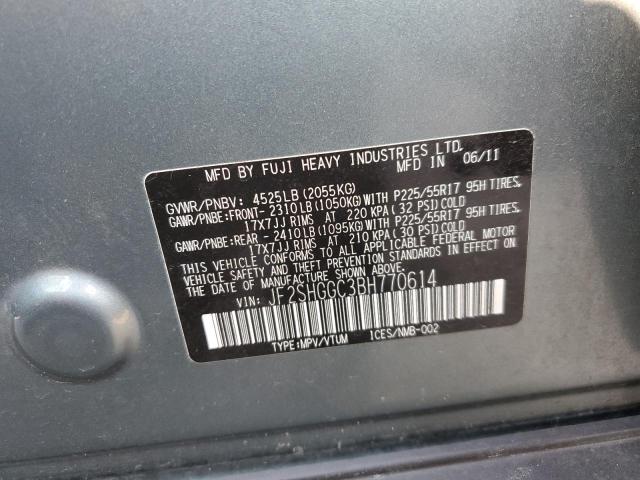 MFD BY FUJI HEAVY INDUSTRIES LTD.
MFD IN 06/11
GVWR/PNBV: 4525LB (2055KG)
GAWR/PNBE:FRONT- 2310LB (1050KG)WITH P225/55R17 95H TIRES,
17X7JJ RIMS AT 220 KPA (32 PSI)COLD
GAWR/PNBE:REAR - 2410LB (1095KG)WITH P225/55R17 95H TIRES,
17X7JJ RIMS AT 210 KPA (30 PSI)COLD
THIS VEHICLE CONFORMS TO ALL APPLICABLE FEDERAL MOTOR
VEHICLE SAFETY STANDARDS IN EFFECT ON THE DATE OF
MANUFACTURE SHOWN ABOVE.
VIN: JF2SHGGC3BH770614
TYPE:MPV/VTUM ICES/NMB-002